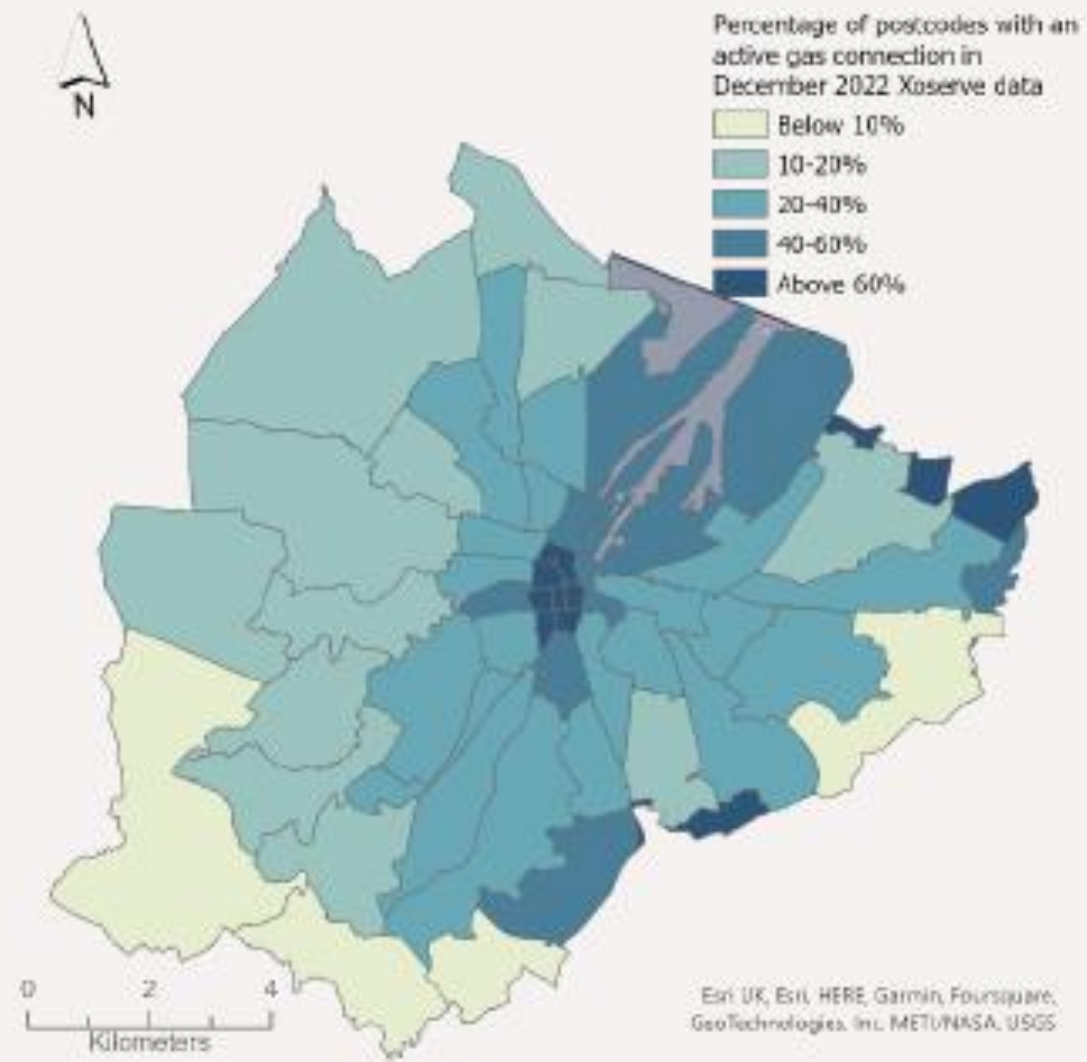 Percentage of postcodes with an
active gas connection in
December 2022 Xoserve data
Below 10%
10-20%
20-40%
40-60%
Above 60%
N
0 2 4
Kilometers
Esri UK, Esri, HERE, Garmin, Foursquare,
GeoTechnologies, Inc, METI/NASA, USGS